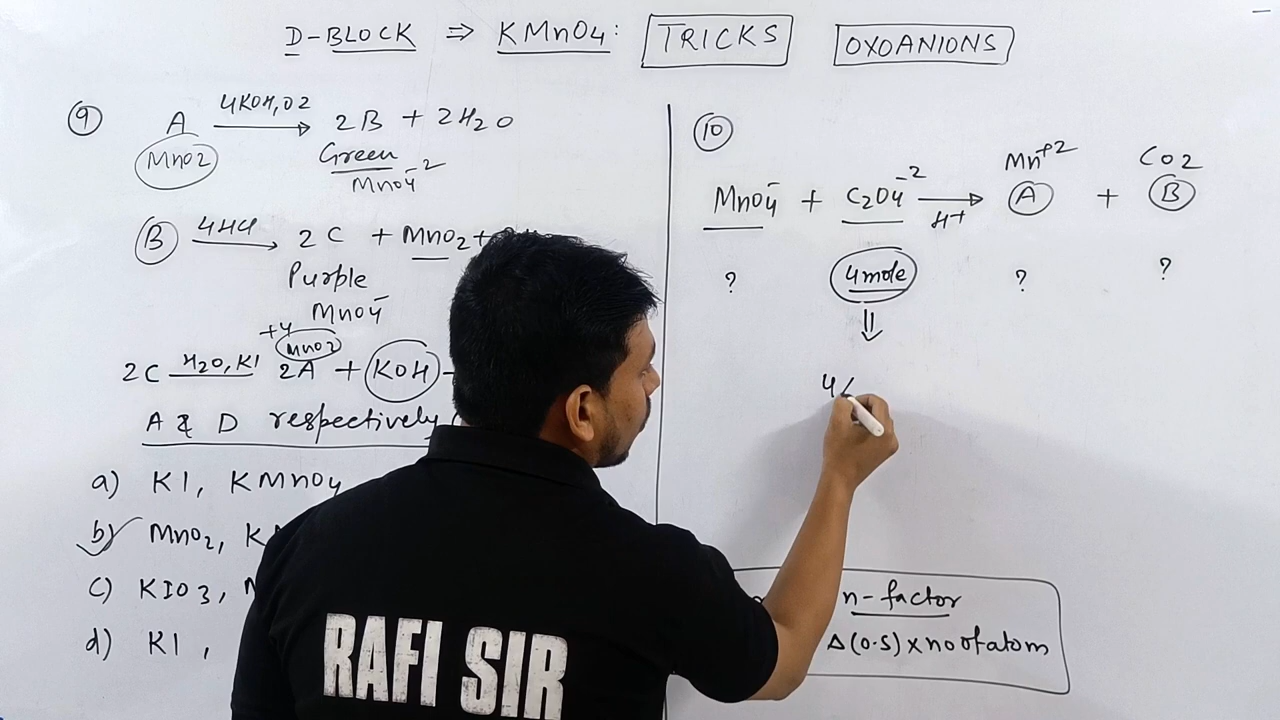 D-BLOCK ⇒ KMnO4: TRICKS OXOANIONS
9
A 4KOH, O2 → 2B + 2H2O
MnO2 Green
MnO4^-2
B 4HCl → 2C + MnO2 +
Purple
MnO4^-
+4
MnO2
2C H2O, KI 2A + KOH
A & D respectively
a) KI, KMnO4
b) MnO2,
c) KIO3,
d) KI,
10
Mn+2 CO2
MnO4^- + C2O4^-2 → H+ A + B
? 4mole ? ?
⇓
4
n-factor
Δ(O.S) x no of atom
RAFI SIR